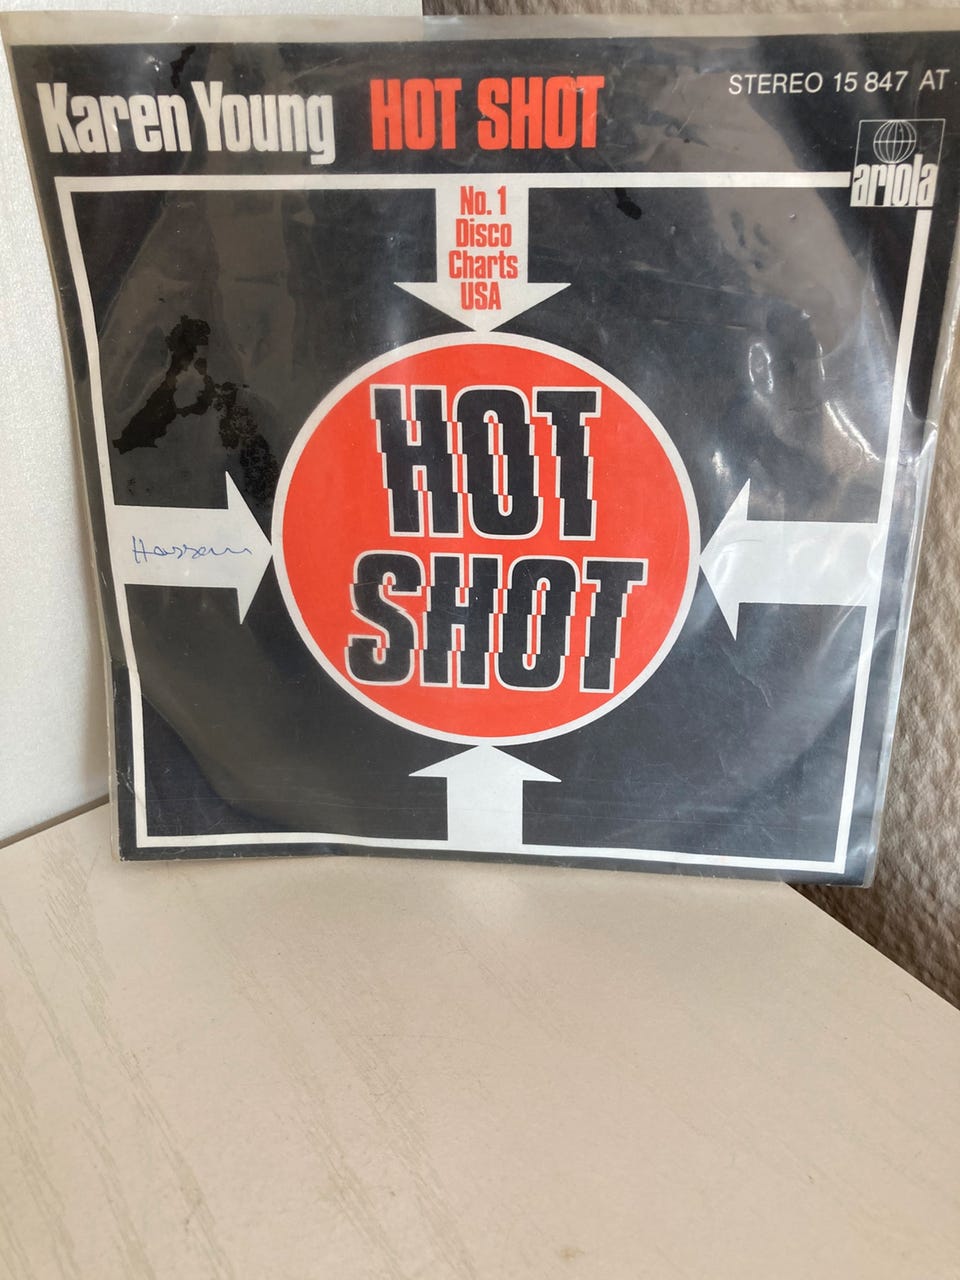 Karen Young HOT SHOT
STEREO 15 847 AT
ariola
No. 1
Disco
Charts
USA
HOT
SHOT